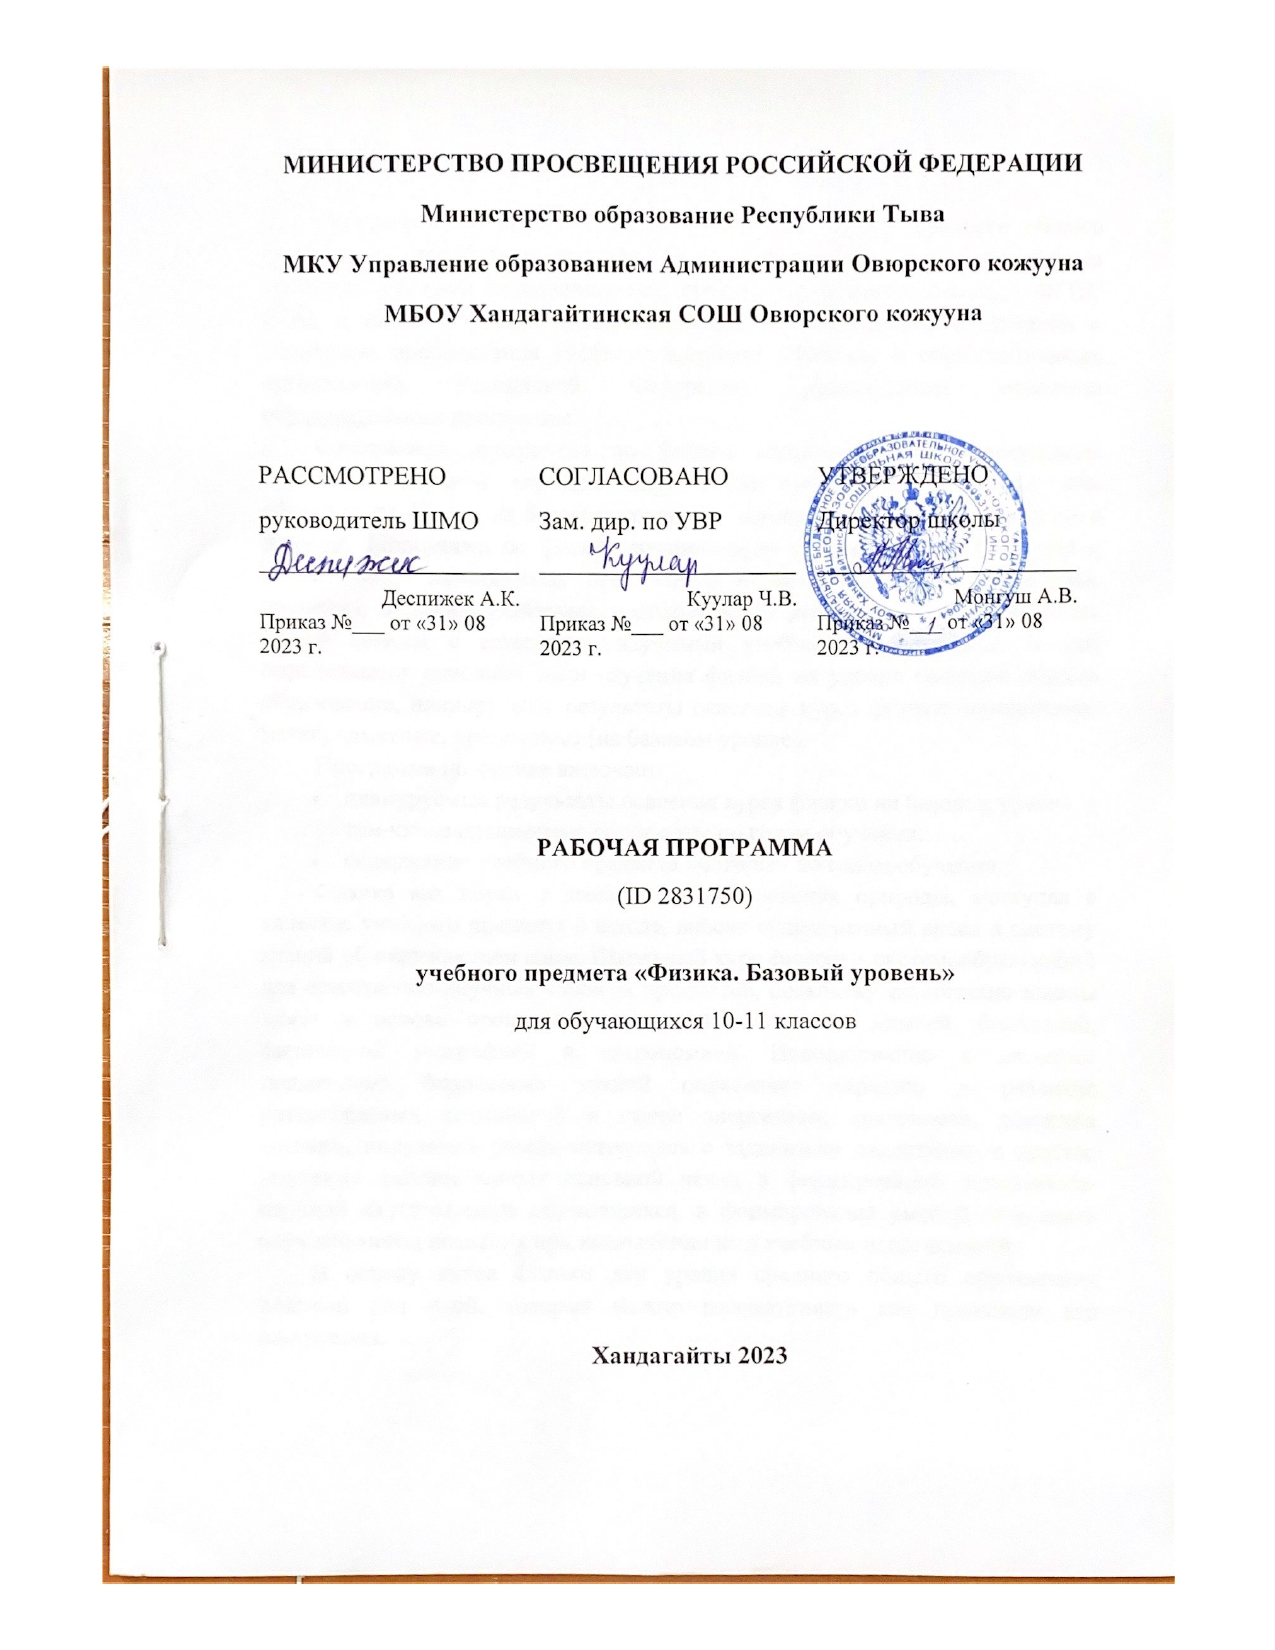 МИНИСТЕРСТВО ПРОСВЕЩЕНИЯ РОССИЙСКОЙ ФЕДЕРАЦИИ
Министерство образование Республики Тыва
МКУ Управление образованием Администрации Овюрского кожууна
МБОУ Хандагайтинская СОШ Овюрского кожууна
РАССМОТРЕНО
руководитель ШМО
Деспижек
Деспижек А.К.
Приказ №___ от «31» 08
2023 г.
СОГЛАСОВАНО
Зам. дир. по УВР
Куулар
Куулар Ч.В.
Приказ №___ от «31» 08
2023 г.
УТВЕРЖДЕНО
Директор школы
Монгуш А.В.
Приказ №___ от «31» 08
2023 г.
РАБОЧАЯ ПРОГРАММА
(ID 2831750)
учебного предмета «Физика. Базовый уровень»
для обучающихся 10-11 классов
Хандагайты 2023